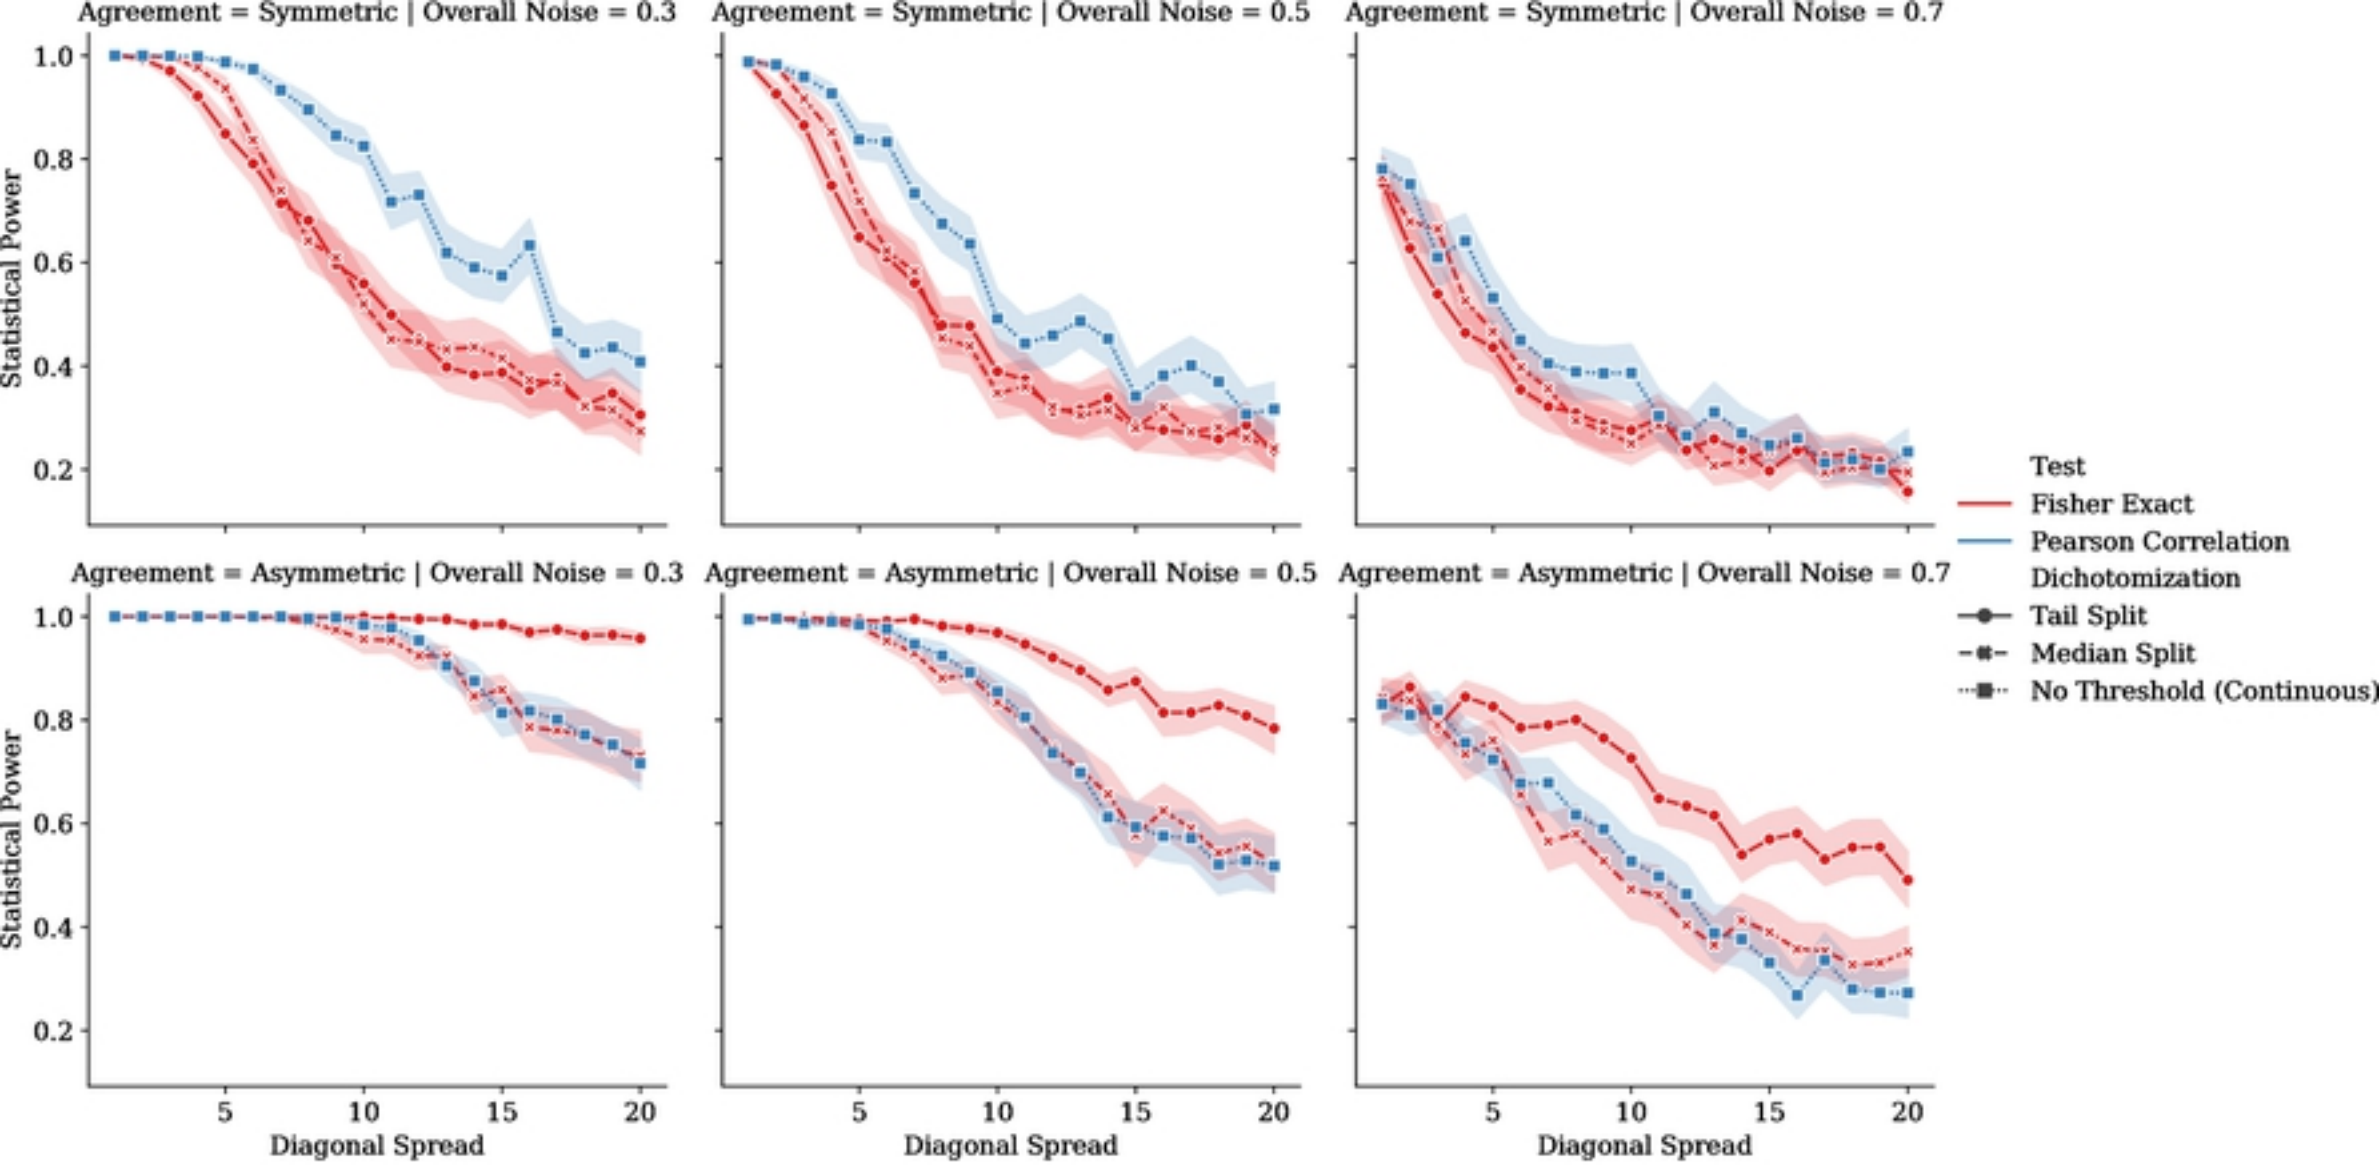 Agreement = Symmetric | Overall Noise = 0.3
Agreement = Symmetric | Overall Noise = 0.5
Agreement = Symmetric | Overall Noise = 0.7
Statistical Power
1.0
0.8
0.6
0.4
0.2
Agreement = Asymmetric | Overall Noise = 0.3
Agreement = Asymmetric | Overall Noise = 0.5
Agreement = Asymmetric | Overall Noise = 0.7
Statistical Power
1.0
0.8
0.6
0.4
0.2
5 10 15 20
5 10 15 20
5 10 15 20
Diagonal Spread
Diagonal Spread
Diagonal Spread
Test
Fisher Exact
Pearson Correlation
Dichotomization
Tail Split
Median Split
No Threshold (Continuous)